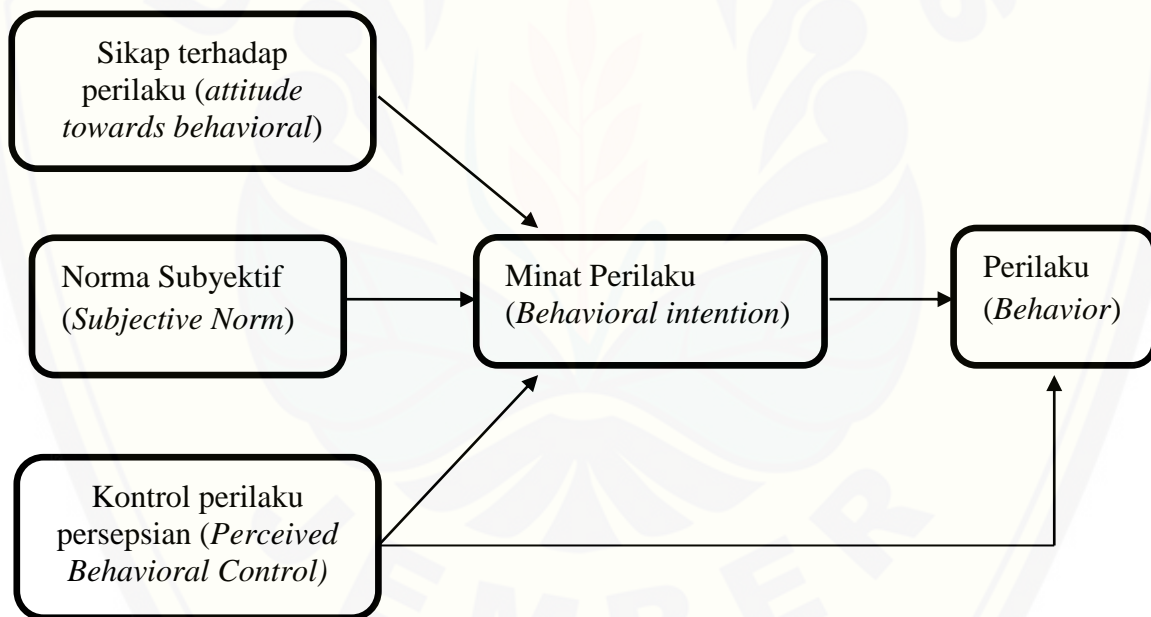 Sikap terhadap
perilaku (attitude
towards behavioral)
Norma Subyektif
(Subjective Norm)
Minat Perilaku
(Behavioral intention)
Perilaku
(Behavior)
Kontrol perilaku
persepsian (Perceived
Behavioral Control)